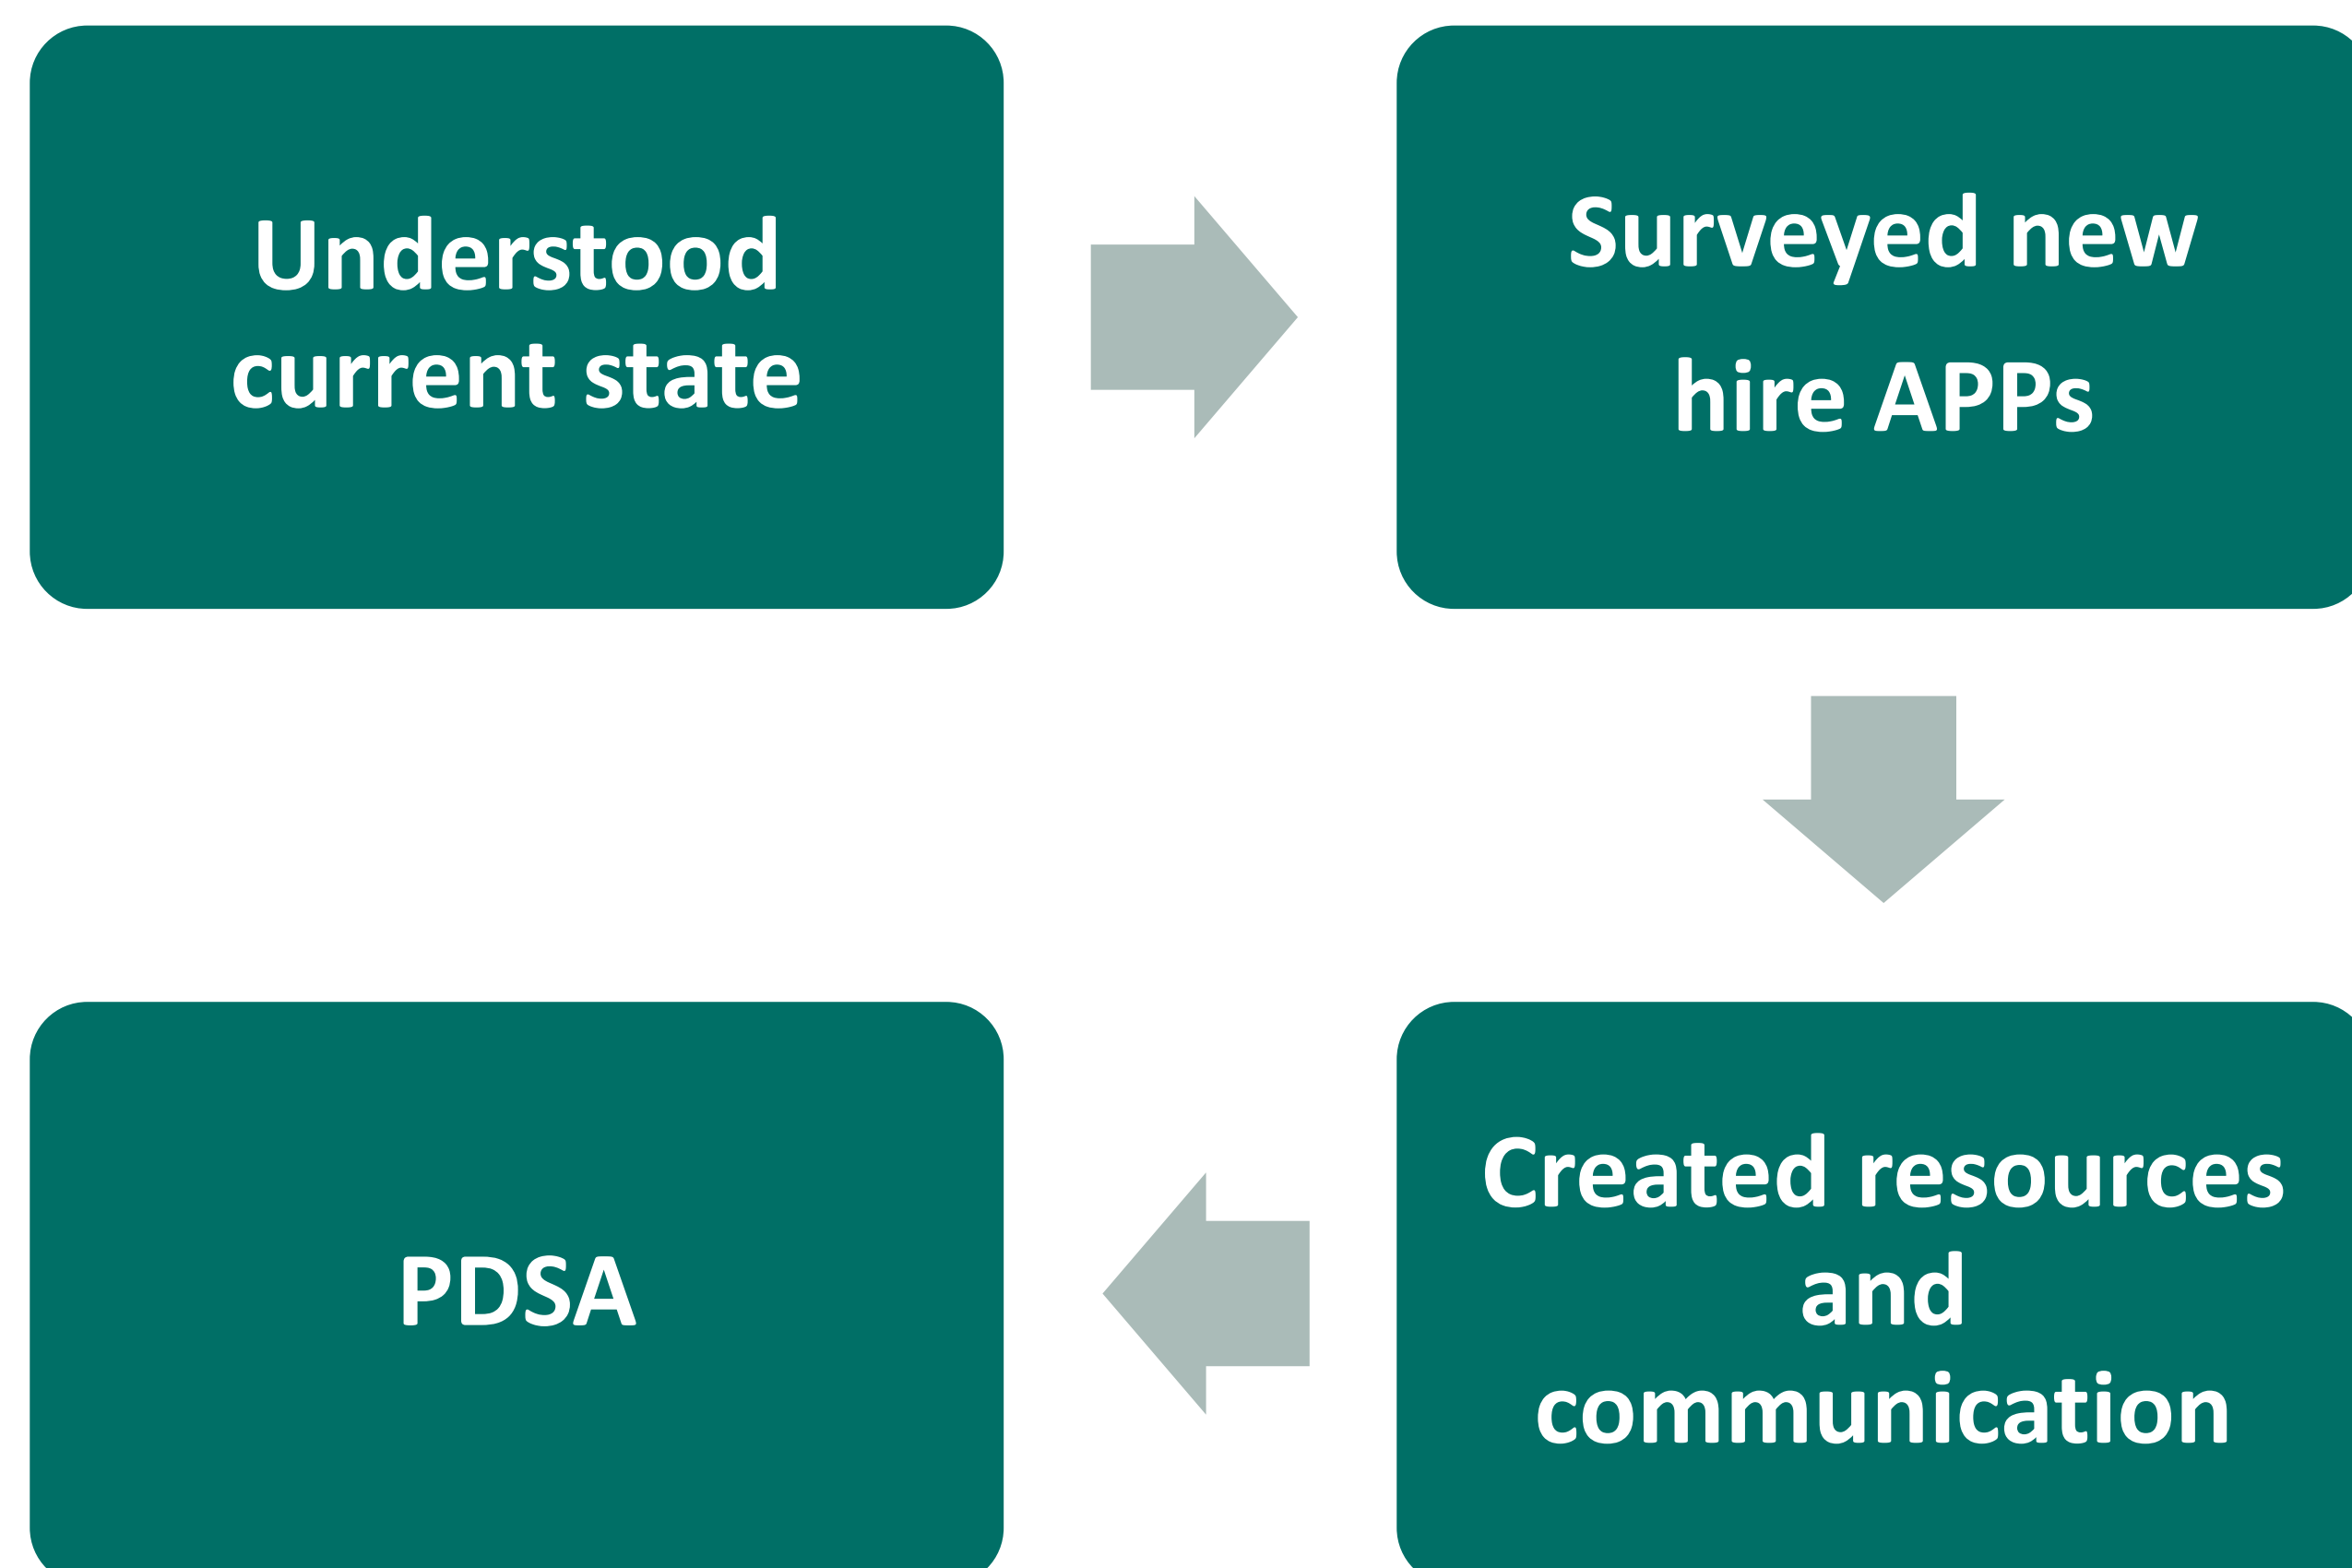 Understood
current state
Surveyed new
hire APPs
Created resources
and
communication
PDSA